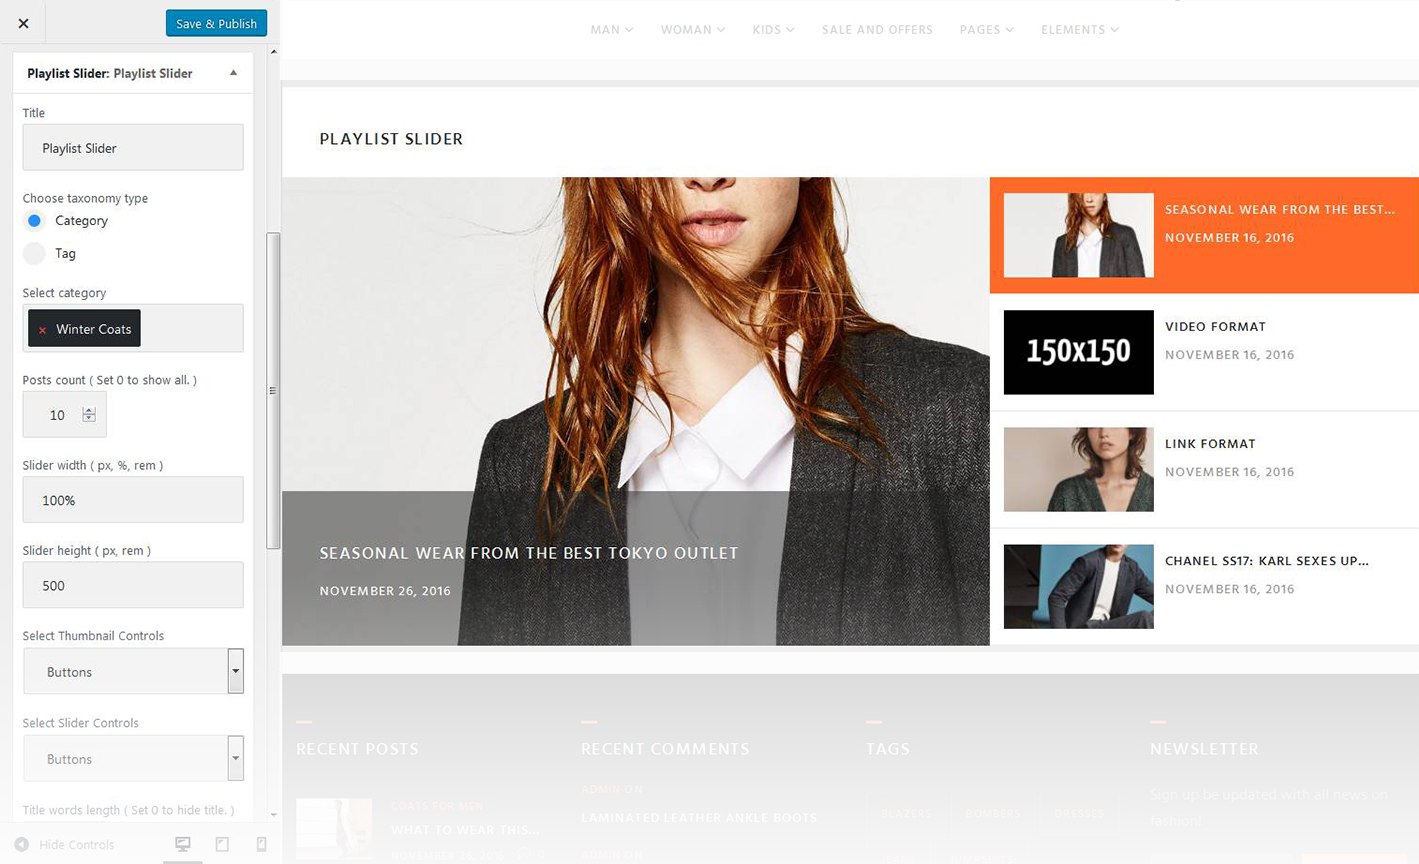 Save & Publish
Playlist Slider: Playlist Slider
Title
Playlist Slider
Choose taxonomy type
Category
Tag
Select category
× Winter Coats
Posts count ( Set 0 to show all. )
10
Slider width ( px, %, rem )
100%
Slider height ( px, rem )
500
Select Thumbnail Controls
Buttons
Select Slider Controls
Buttons
Title words length ( Set 0 to hide title. )
Hide Controls
MAN WOMAN KIDS SALE AND OFFERS PAGES ELEMENTS
PLAYLIST SLIDER
SEASONAL WEAR FROM THE BEST TOKYO OUTLET
NOVEMBER 26, 2016
SEASONAL WEAR FROM THE BEST...
NOVEMBER 16, 2016
150x150
VIDEO FORMAT
NOVEMBER 16, 2016
LINK FORMAT
NOVEMBER 16, 2016
CHANEL SS17: KARL SEXES UP...
NOVEMBER 16, 2016
RECENT POSTS
COATS FOR MEN
WHAT TO WEAR THIS...
RECENT COMMENTS
ADMIN ON
LAMINATED LEATHER ANKLE BOOTS
ADMIN ON
TAGS
BLAZERS BOMBERS DRESSES
NEWSLETTER
Sign up be updated with all news on
fashion!